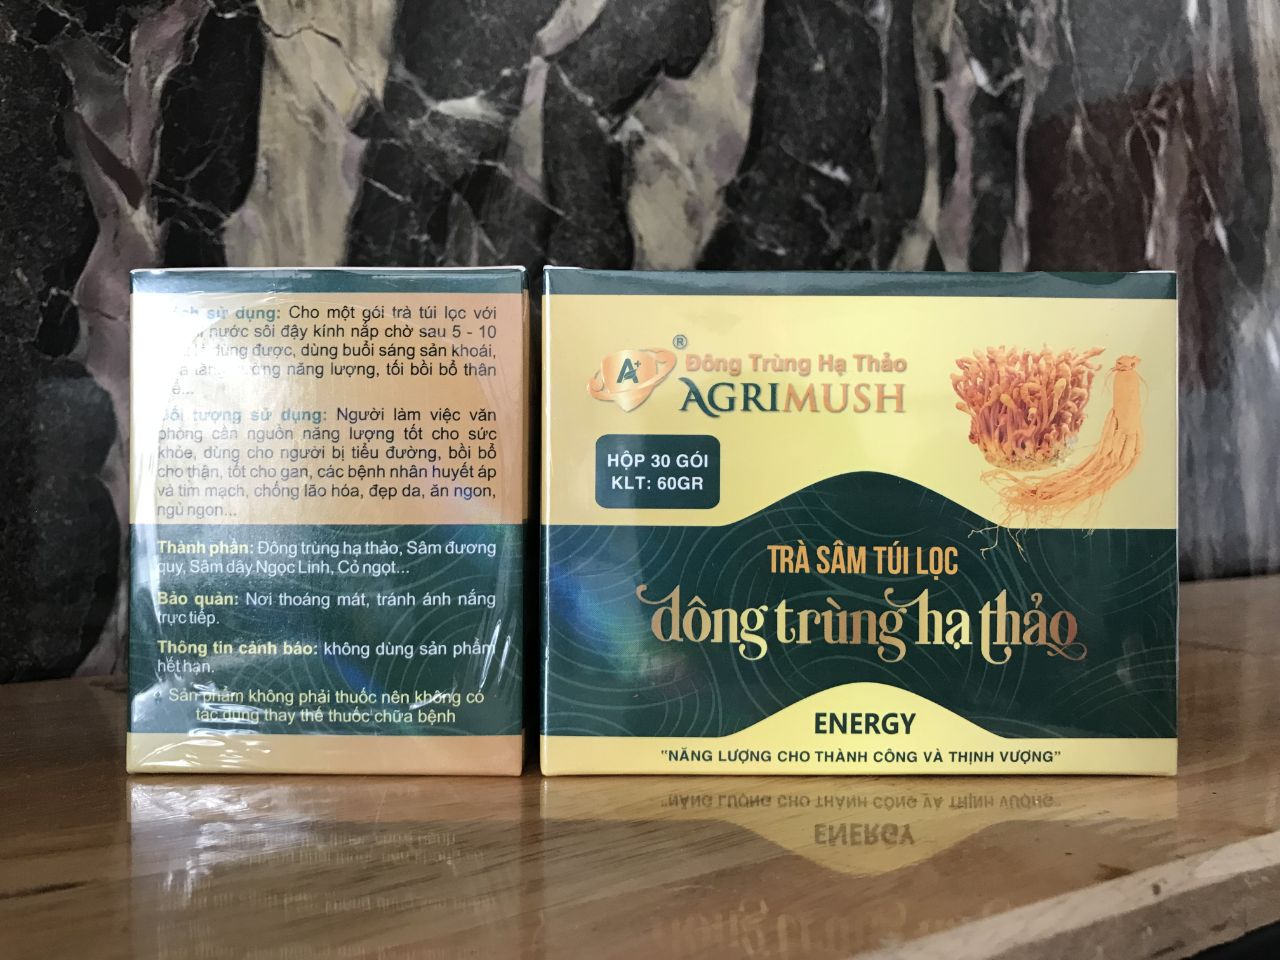 sử dụng: Cho một gói trà túi lọc với
nước sôi đậy kính nắp chờ sau 5 - 10
dùng được, dùng buổi sáng sản khoái,
năng lượng, tối bồi bổ thân
Đối tượng sử dụng: Người làm việc văn
phòng cần nguồn năng lượng tốt cho sức
khỏe, dùng cho người bị tiểu đường, bồi bổ
cho thận, tốt cho gan, các bệnh nhân huyết áp
và tim mạch, chống lão hóa, đẹp da, ăn ngon,
ngủ ngon...
Thành phần: Đông trùng hạ thảo, Sâm đương
quy, Sâm dây Ngọc Linh, Cỏ ngọt...
Bảo quản: Nơi thoáng mát, tránh ánh nắng
trực tiếp.
Thông tin cảnh báo: không dùng sản phẩm
hết hạn.
Sản phẩm không phải thuốc nên không có
tác dụng thay thế thuốc chữa bệnh
A+ ®
Đông Trùng Hạ Thảo
AGRIMUSH
HỘP 30 GÓI
KLT: 60GR
TRÀ SÂM TÚI LỌC
đông trùng hạ thảo
ENERGY
"NĂNG LƯỢNG CHO THÀNH CÔNG VÀ THỊNH VƯỢNG"